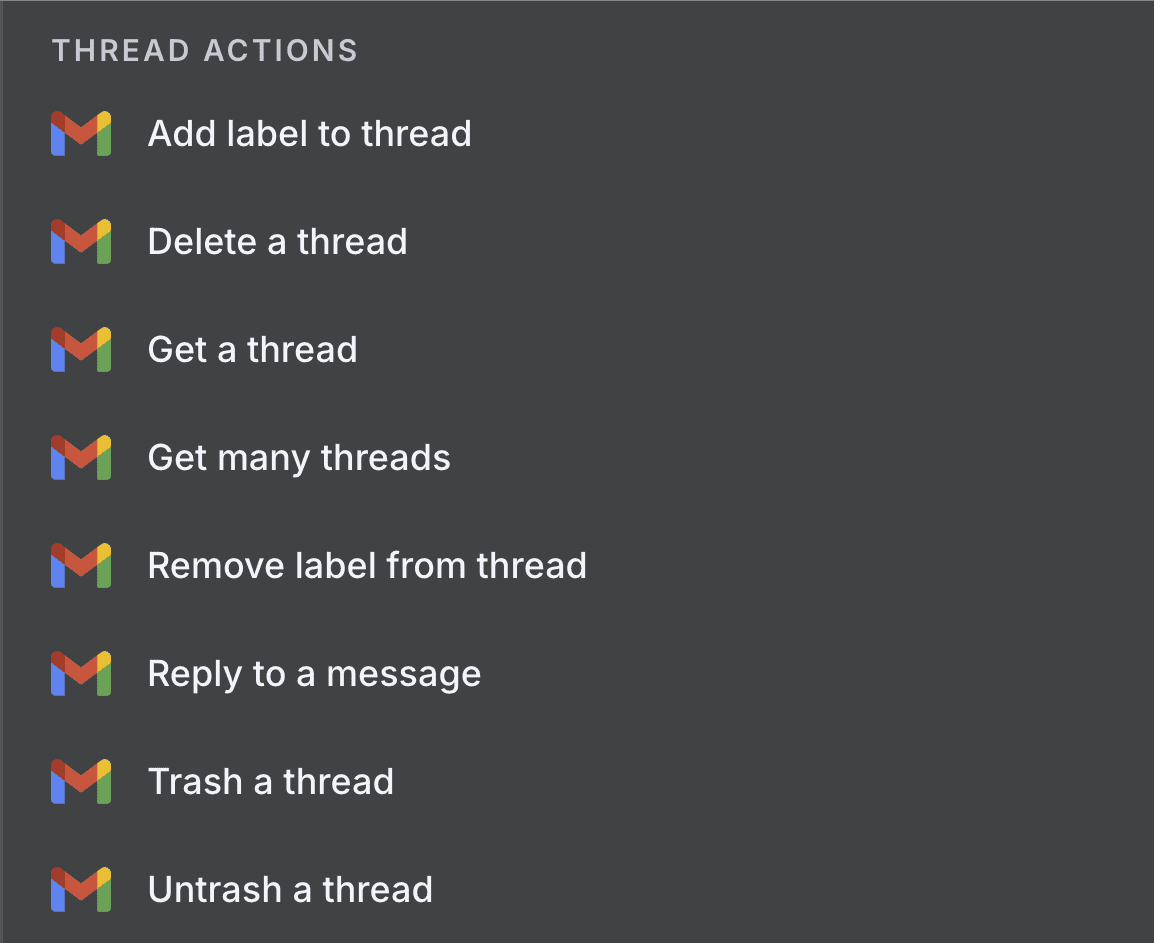 THREAD ACTIONS
Add label to thread
Delete a thread
Get a thread
Get many threads
Remove label from thread
Reply to a message
Trash a thread
Untrash a thread